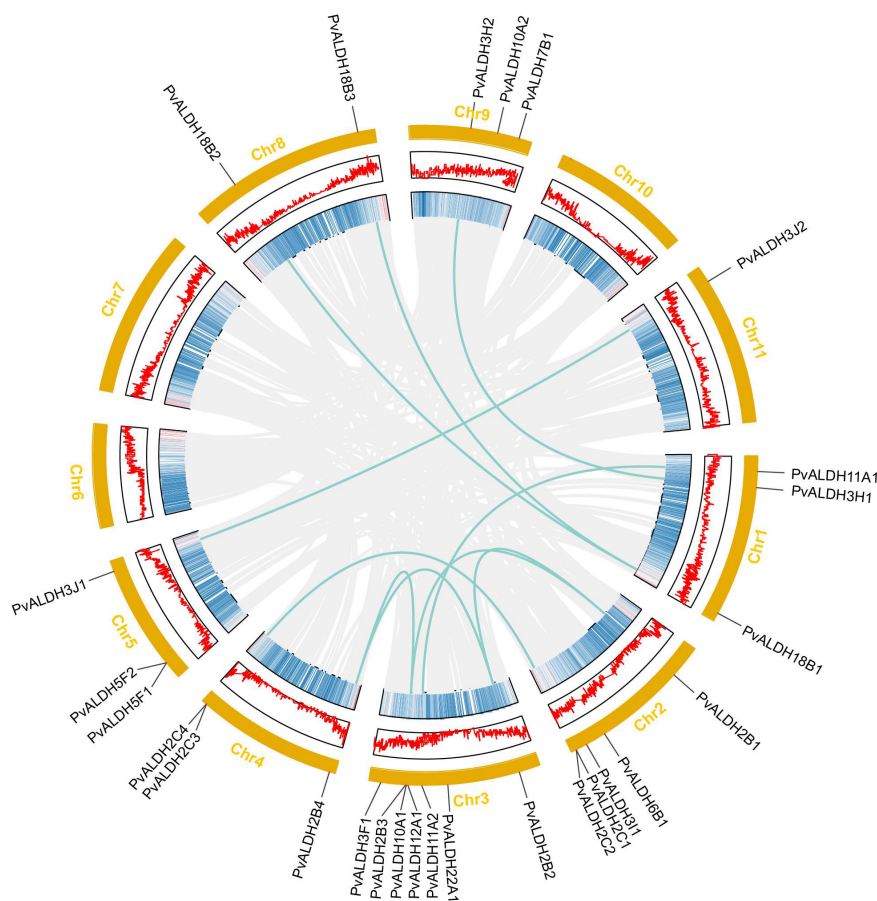 PvALDH18B3
PvALDH3H2
PvALDH10A2
PvALDH7B1
PvALDH18B2
Chr8
Chr9
Chr10
PvALDH3J2
Chr7
Chr11
Chr6
PvALDH11A1
PvALDH3H1
Chr1
PvALDH3J1
Chr5
PvALDH18B1
PvALDH5F2
PvALDH5F1
PvALDH2C4
PvALDH2C3
Chr4
PvALDH2B4
Chr3
Chr2
PvALDH2B1
PvALDH6B1
PvALDH3I1
PvALDH2C1
PvALDH2C2
PvALDH3F1
PvALDH2B3
PvALDH10A1
PvALDH12A1
PvALDH11A2
PvALDH22A1
PvALDH2B2